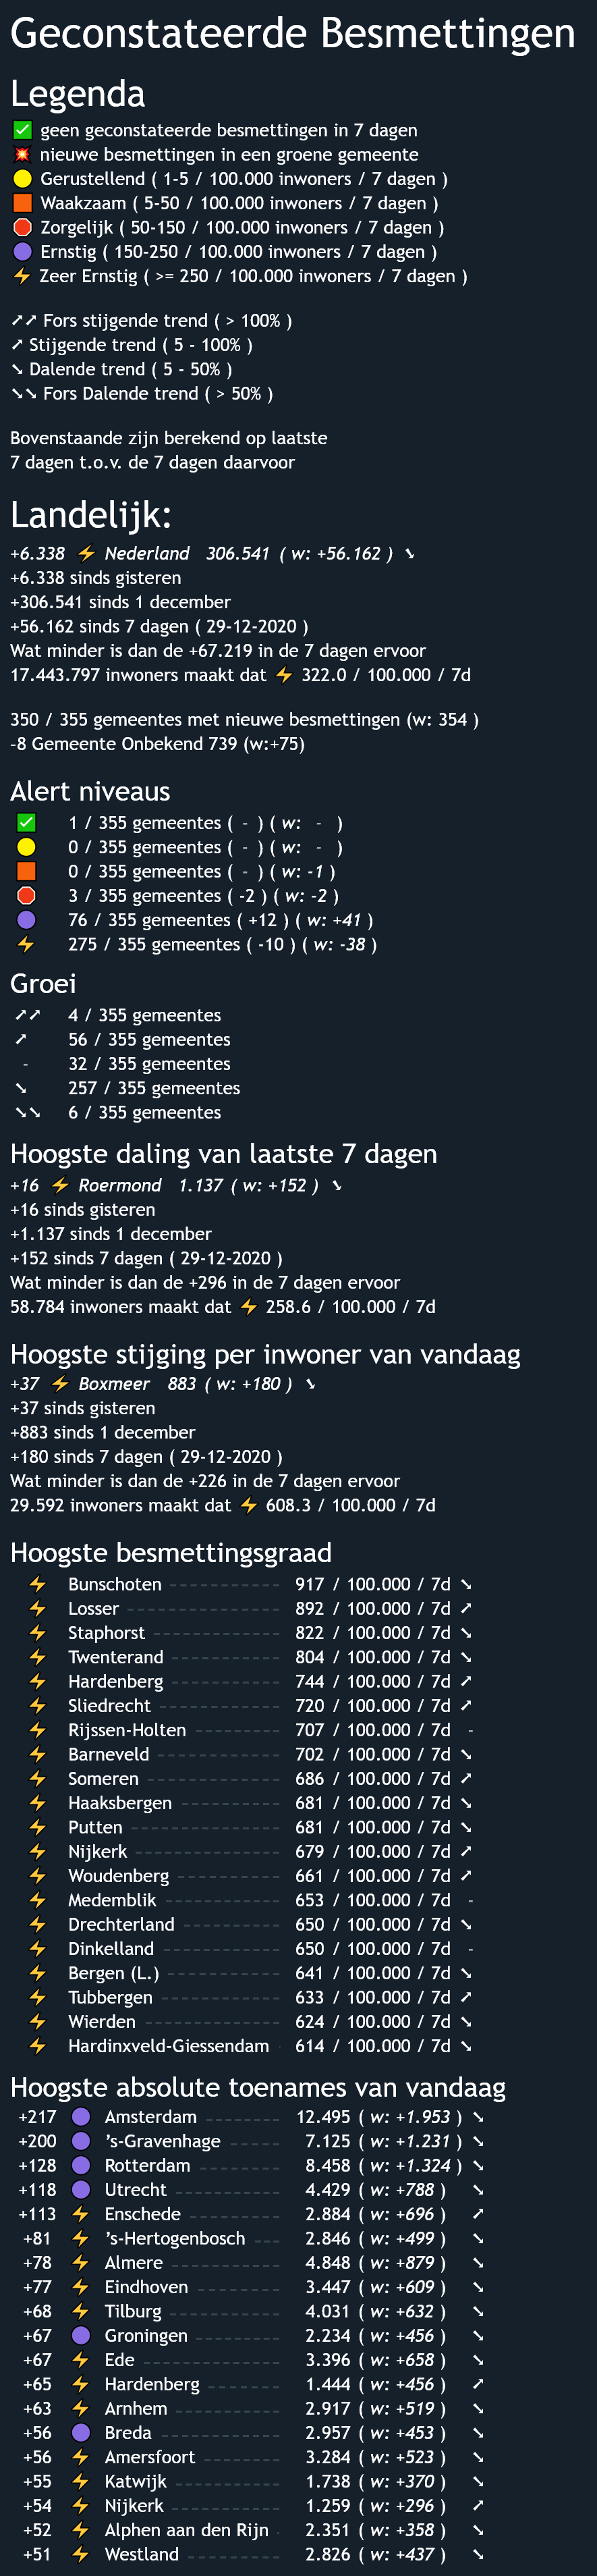 Geconstateerde Besmettingen
Legenda
✅ geen geconstateerde besmettingen in 7 dagen
💥 nieuwe besmettingen in een groene gemeente
🟡 Gerustellend ( 1-5 / 100.000 inwoners / 7 dagen )
🟧 Waakzaam ( 5-50 / 100.000 inwoners / 7 dagen )
🛑 Zorgelijk ( 50-150 / 100.000 inwoners / 7 dagen )
🟣 Ernstig ( 150-250 / 100.000 inwoners / 7 dagen )
⚡ Zeer Ernstig ( >= 250 / 100.000 inwoners / 7 dagen )
➚➚ Fors stijgende trend ( > 100% )
➚ Stijgende trend ( 5 - 100% )
➘ Dalende trend ( 5 - 50% )
➘➘ Fors Dalende trend ( > 50% )
Bovenstaande zijn berekend op laatste
7 dagen t.o.v. de 7 dagen daarvoor
Landelijk:
+6.338 ⚡ Nederland 306.541 ( w: +56.162 ) ➘
+6.338 sinds gisteren
+306.541 sinds 1 december
+56.162 sinds 7 dagen ( 29-12-2020 )
Wat minder is dan de +67.219 in de 7 dagen ervoor
17.443.797 inwoners maakt dat ⚡ 322.0 / 100.000 / 7d
350 / 355 gemeentes met nieuwe besmettingen (w: 354 )
-8 Gemeente Onbekend 739 (w:+75)
Alert niveaus
✅ 1 / 355 gemeentes ( - ) ( w: - )
🟡 0 / 355 gemeentes ( - ) ( w: - )
🟧 0 / 355 gemeentes ( - ) ( w: -1 )
🛑 3 / 355 gemeentes ( -2 ) ( w: -2 )
🟣 76 / 355 gemeentes ( +12 ) ( w: +41 )
⚡ 275 / 355 gemeentes ( -10 ) ( w: -38 )
Groei
➚➚ 4 / 355 gemeentes
➚ 56 / 355 gemeentes
- 32 / 355 gemeentes
➘ 257 / 355 gemeentes
➘➘ 6 / 355 gemeentes
Hoogste daling van laatste 7 dagen
+16 ⚡ Roermond 1.137 ( w: +152 ) ➘
+16 sinds gisteren
+1.137 sinds 1 december
+152 sinds 7 dagen ( 29-12-2020 )
Wat minder is dan de +296 in de 7 dagen ervoor
58.784 inwoners maakt dat ⚡ 258.6 / 100.000 / 7d
Hoogste stijging per inwoner van vandaag
+37 ⚡ Boxmeer 883 ( w: +180 ) ➘
+37 sinds gisteren
+883 sinds 1 december
+180 sinds 7 dagen ( 29-12-2020 )
Wat minder is dan de +226 in de 7 dagen ervoor
29.592 inwoners maakt dat ⚡ 608.3 / 100.000 / 7d
Hoogste besmettingsgraad
⚡ Bunschoten 917 / 100.000 / 7d ➘
⚡ Losser 892 / 100.000 / 7d ➚
⚡ Staphorst 822 / 100.000 / 7d ➘
⚡ Twenterand 804 / 100.000 / 7d ➘
⚡ Hardenberg 744 / 100.000 / 7d ➚
⚡ Sliedrecht 720 / 100.000 / 7d ➚
⚡ Rijssen-Holten 707 / 100.000 / 7d -
⚡ Barneveld 702 / 100.000 / 7d ➘
⚡ Someren 686 / 100.000 / 7d ➚
⚡ Haaksbergen 681 / 100.000 / 7d ➘
⚡ Putten 681 / 100.000 / 7d ➘
⚡ Nijkerk 679 / 100.000 / 7d ➚
⚡ Woudenberg 661 / 100.000 / 7d ➚
⚡ Medemblik 653 / 100.000 / 7d -
⚡ Drechterland 650 / 100.000 / 7d ➘
⚡ Dinkelland 650 / 100.000 / 7d -
⚡ Bergen (L.) 641 / 100.000 / 7d ➘
⚡ Tubbergen 633 / 100.000 / 7d ➚
⚡ Wierden 624 / 100.000 / 7d ➘
⚡ Hardinxveld-Giessendam 614 / 100.000 / 7d ➘
Hoogste absolute toenames van vandaag
+217 🟣 Amsterdam 12.495 ( w: +1.953 ) ➘
+200 🟣 's-Gravenhage 7.125 ( w: +1.231 ) ➘
+128 🟣 Rotterdam 8.458 ( w: +1.324 ) ➘
+118 🟣 Utrecht 4.429 ( w: +788 ) ➘
+113 ⚡ Enschede 2.884 ( w: +696 ) ➚
+81 ⚡ 's-Hertogenbosch 2.846 ( w: +499 ) ➘
+78 ⚡ Almere 4.848 ( w: +879 ) ➘
+77 ⚡ Eindhoven 3.447 ( w: +609 ) ➘
+68 ⚡ Tilburg 4.031 ( w: +632 ) ➘
+67 🟣 Groningen 2.234 ( w: +456 ) ➘
+67 ⚡ Ede 3.396 ( w: +658 ) ➘
+65 ⚡ Hardenberg 1.444 ( w: +456 ) ➚
+63 ⚡ Arnhem 2.917 ( w: +519 ) ➘
+56 🟣 Breda 2.957 ( w: +453 ) ➘
+56 ⚡ Amersfoort 3.284 ( w: +523 ) ➘
+55 ⚡ Katwijk 1.738 ( w: +370 ) ➘
+54 ⚡ Nijkerk 1.259 ( w: +296 ) ➚
+52 ⚡ Alphen aan den Rijn 2.351 ( w: +358 ) ➘
+51 ⚡ Westland 2.826 ( w: +437 ) ➘